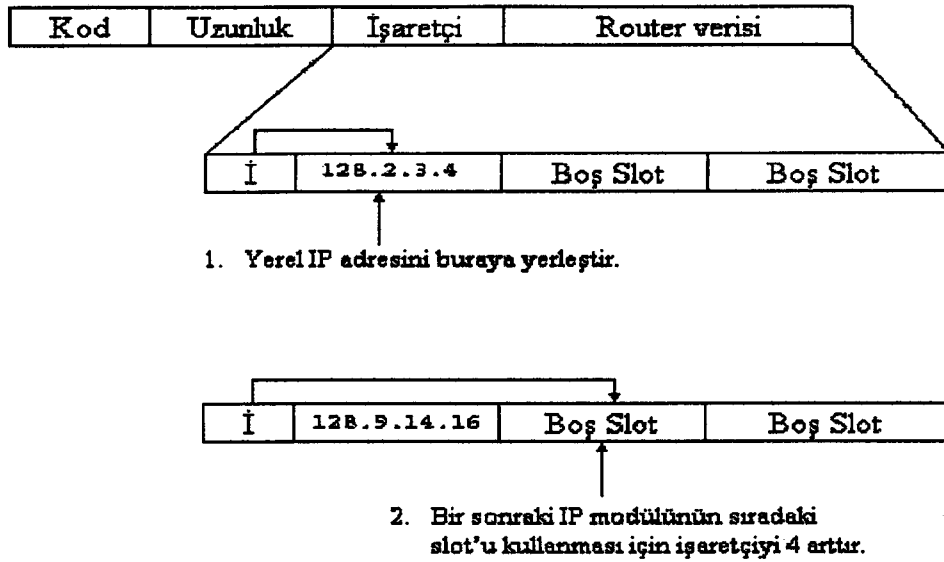 Kod Uzunluk İşaretçi Router verisi
İ 128.2.3.4 Boş Slot Boş Slot
1. Yerel IP adresini buraya yerleştir.
İ 128.9.14.16 Boş Slot Boş Slot
2. Bir sonraki IP modülünün sıradaki
slot'u kullanması için işaretçiyi 4 arttır.